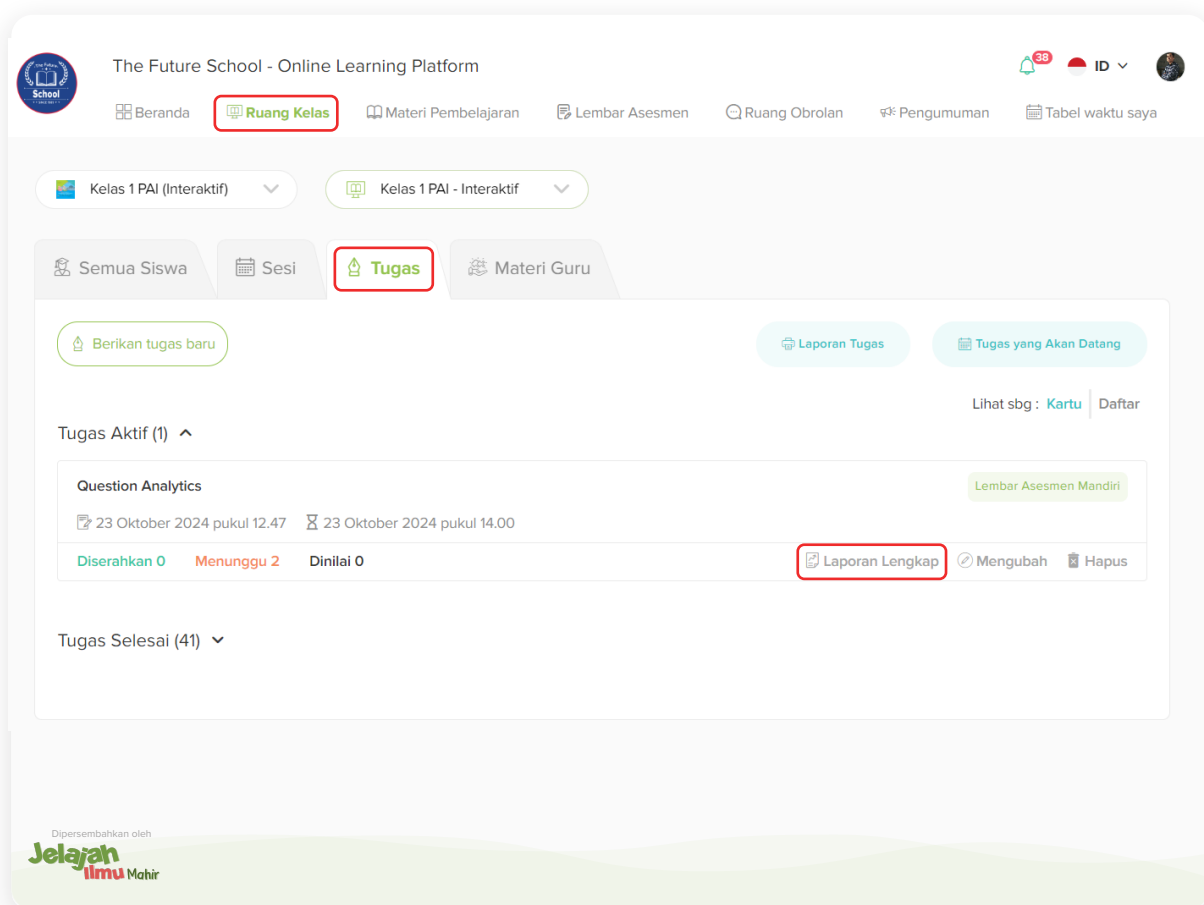 The Future School - Online Learning Platform
38
ID
School
Beranda
Ruang Kelas
Materi Pembelajaran
Lembar Asesmen
Ruang Obrolan
Pengumuman
Tabel waktu saya
Kelas 1 PAI (Interaktif)
Kelas 1 PAI - Interaktif
Semua Siswa
Sesi
Tugas
Materi Guru
Berikan tugas baru
Laporan Tugas
Tugas yang Akan Datang
Lihat sbg : Kartu Daftar
Tugas Aktif (1)
Question Analytics
Lembar Asesmen Mandiri
23 Oktober 2024 pukul 12.47 23 Oktober 2024 pukul 14.00
Diserahkan 0 Menunggu 2 Dinilai 0
Laporan Lengkap Mengubah Hapus
Tugas Selesai (41)
Dipersembahkan oleh
Jelajah
Ilmu Mahir